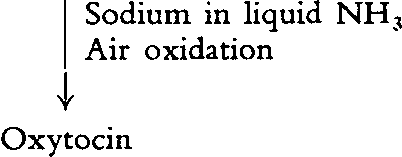 Sodium in liquid NH₃
Air oxidation
Oxytocin